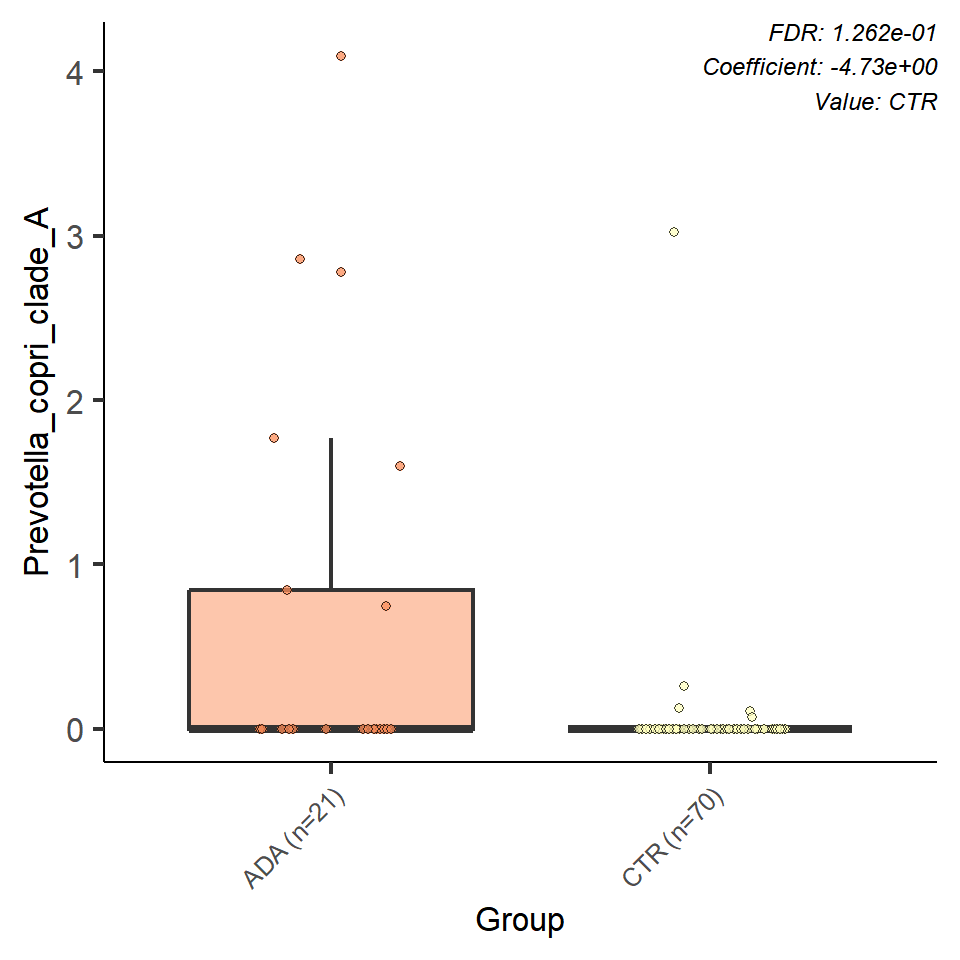 FDR: 1.262e-01
Coefficient: -4.73e+00
Value: CTR
Prevotella_copri_clade_A
4
3
2
1
0
ADA (n=21)
CTR (n=70)
Group